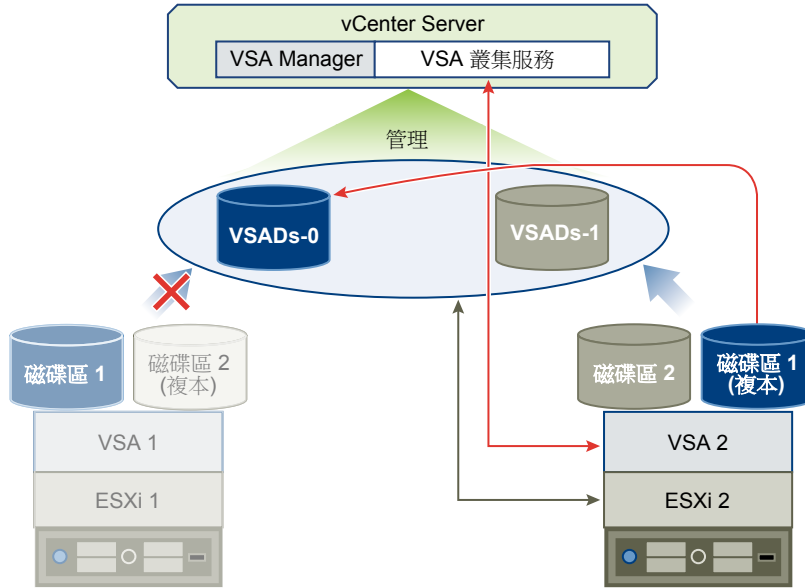 vCenter Server
VSA Manager
VSA 叢集服務
管理
VSADs-0
VSADs-1
磁碟區 1
磁碟區 2
(複本)
磁碟區 2
磁碟區 1
(複本)
VSA 1
VSA 2
ESXi 1
ESXi 2